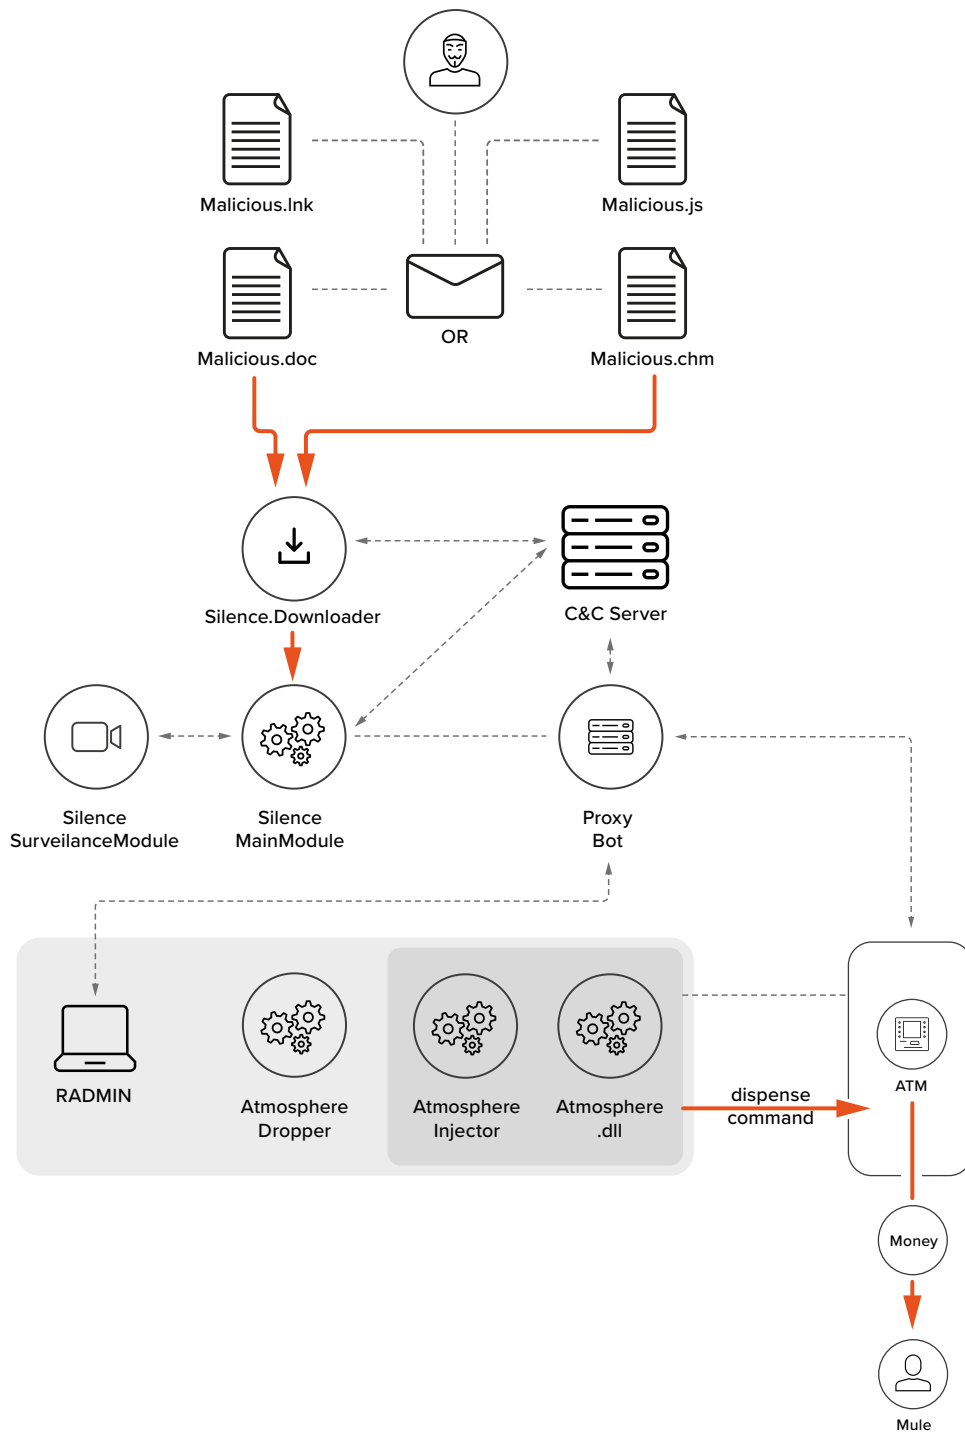 Malicious.lnk
Malicious.js
OR
Malicious.doc
Malicious.chm
Silence.Downloader
C&C Server
Silence
SurveilanceModule
Silence
MainModule
Proxy
Bot
RADMIN
Atmosphere
Dropper
Atmosphere
Injector
Atmosphere
.dll
dispense
command
ATM
Money
Mule